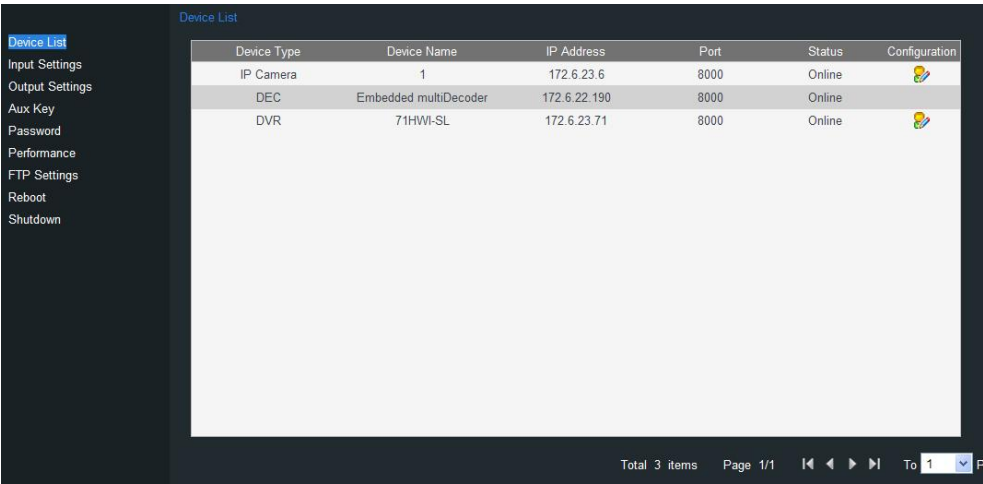 Device List
Device List
Input Settings
Output Settings
Aux Key
Password
Performance
FTP Settings
Reboot
Shutdown
Device Type Device Name IP Address Port Status Configuration
IP Camera 1 172.6.23.6 8000 Online
DEC Embedded multiDecoder 172.6.22.190 8000 Online
DVR 71HWI-SL 172.6.23.71 8000 Online
Total 3 items Page 1/1 To 1